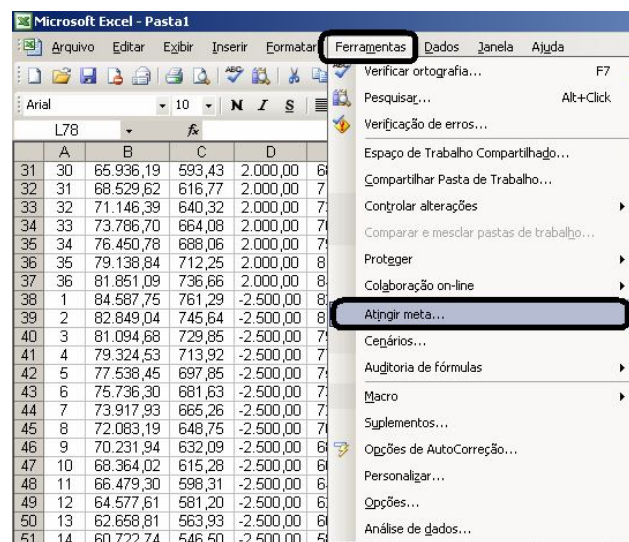 Microsoft Excel - Pasta1
Arquivo Editar Exibir Inserir Formatar Ferramentas Dados Janela Ajuda
Verificar ortografia... F7
Arial 10 N I S Pesquisar... Alt+Click
L78 fx Verificação de erros...
A B C D Espaço de Trabalho Compartilhado...
31 30 65.936,19 593,43 2.000,00
32 31 68.529,62 616,77 2.000,00 Compartilhar Pasta de Trabalho...
33 32 71.146,39 640,32 2.000,00 Controlar alterações
34 33 73.786,70 664,08 2.000,00
35 34 76.450,78 688,06 2.000,00 Comparar e mesclar pastas de trabalho...
36 35 79.138,84 712,25 2.000,00 Proteger
37 36 81.851,09 736,66 2.000,00 Colaboração on-line
38 1 84.587,75 761,29 -2.500,00
39 2 82.849,04 745,64 -2.500,00 Atingir meta...
40 3 81.094,68 729,85 -2.500,00 Cenários...
41 4 79.324,53 713,92 -2.500,00
42 5 77.538,45 697,85 -2.500,00 Auditoria de fórmulas
43 6 75.736,30 681,63 -2.500,00 Macro
44 7 73.917,93 665,26 -2.500,00
45 8 72.083,19 648,75 -2.500,00 Suplementos...
46 9 70.231,94 632,09 -2.500,00 Opções de AutoCorreção...
47 10 68.364,02 615,28 -2.500,00
48 11 66.479,30 598,31 -2.500,00 Personalizar...
49 12 64.577,61 581,20 -2.500,00 Opções...
50 13 62.658,81 563,93 -2.500,00 Análise de dados...
51 14 60.722,74 546,50 -2.500,00